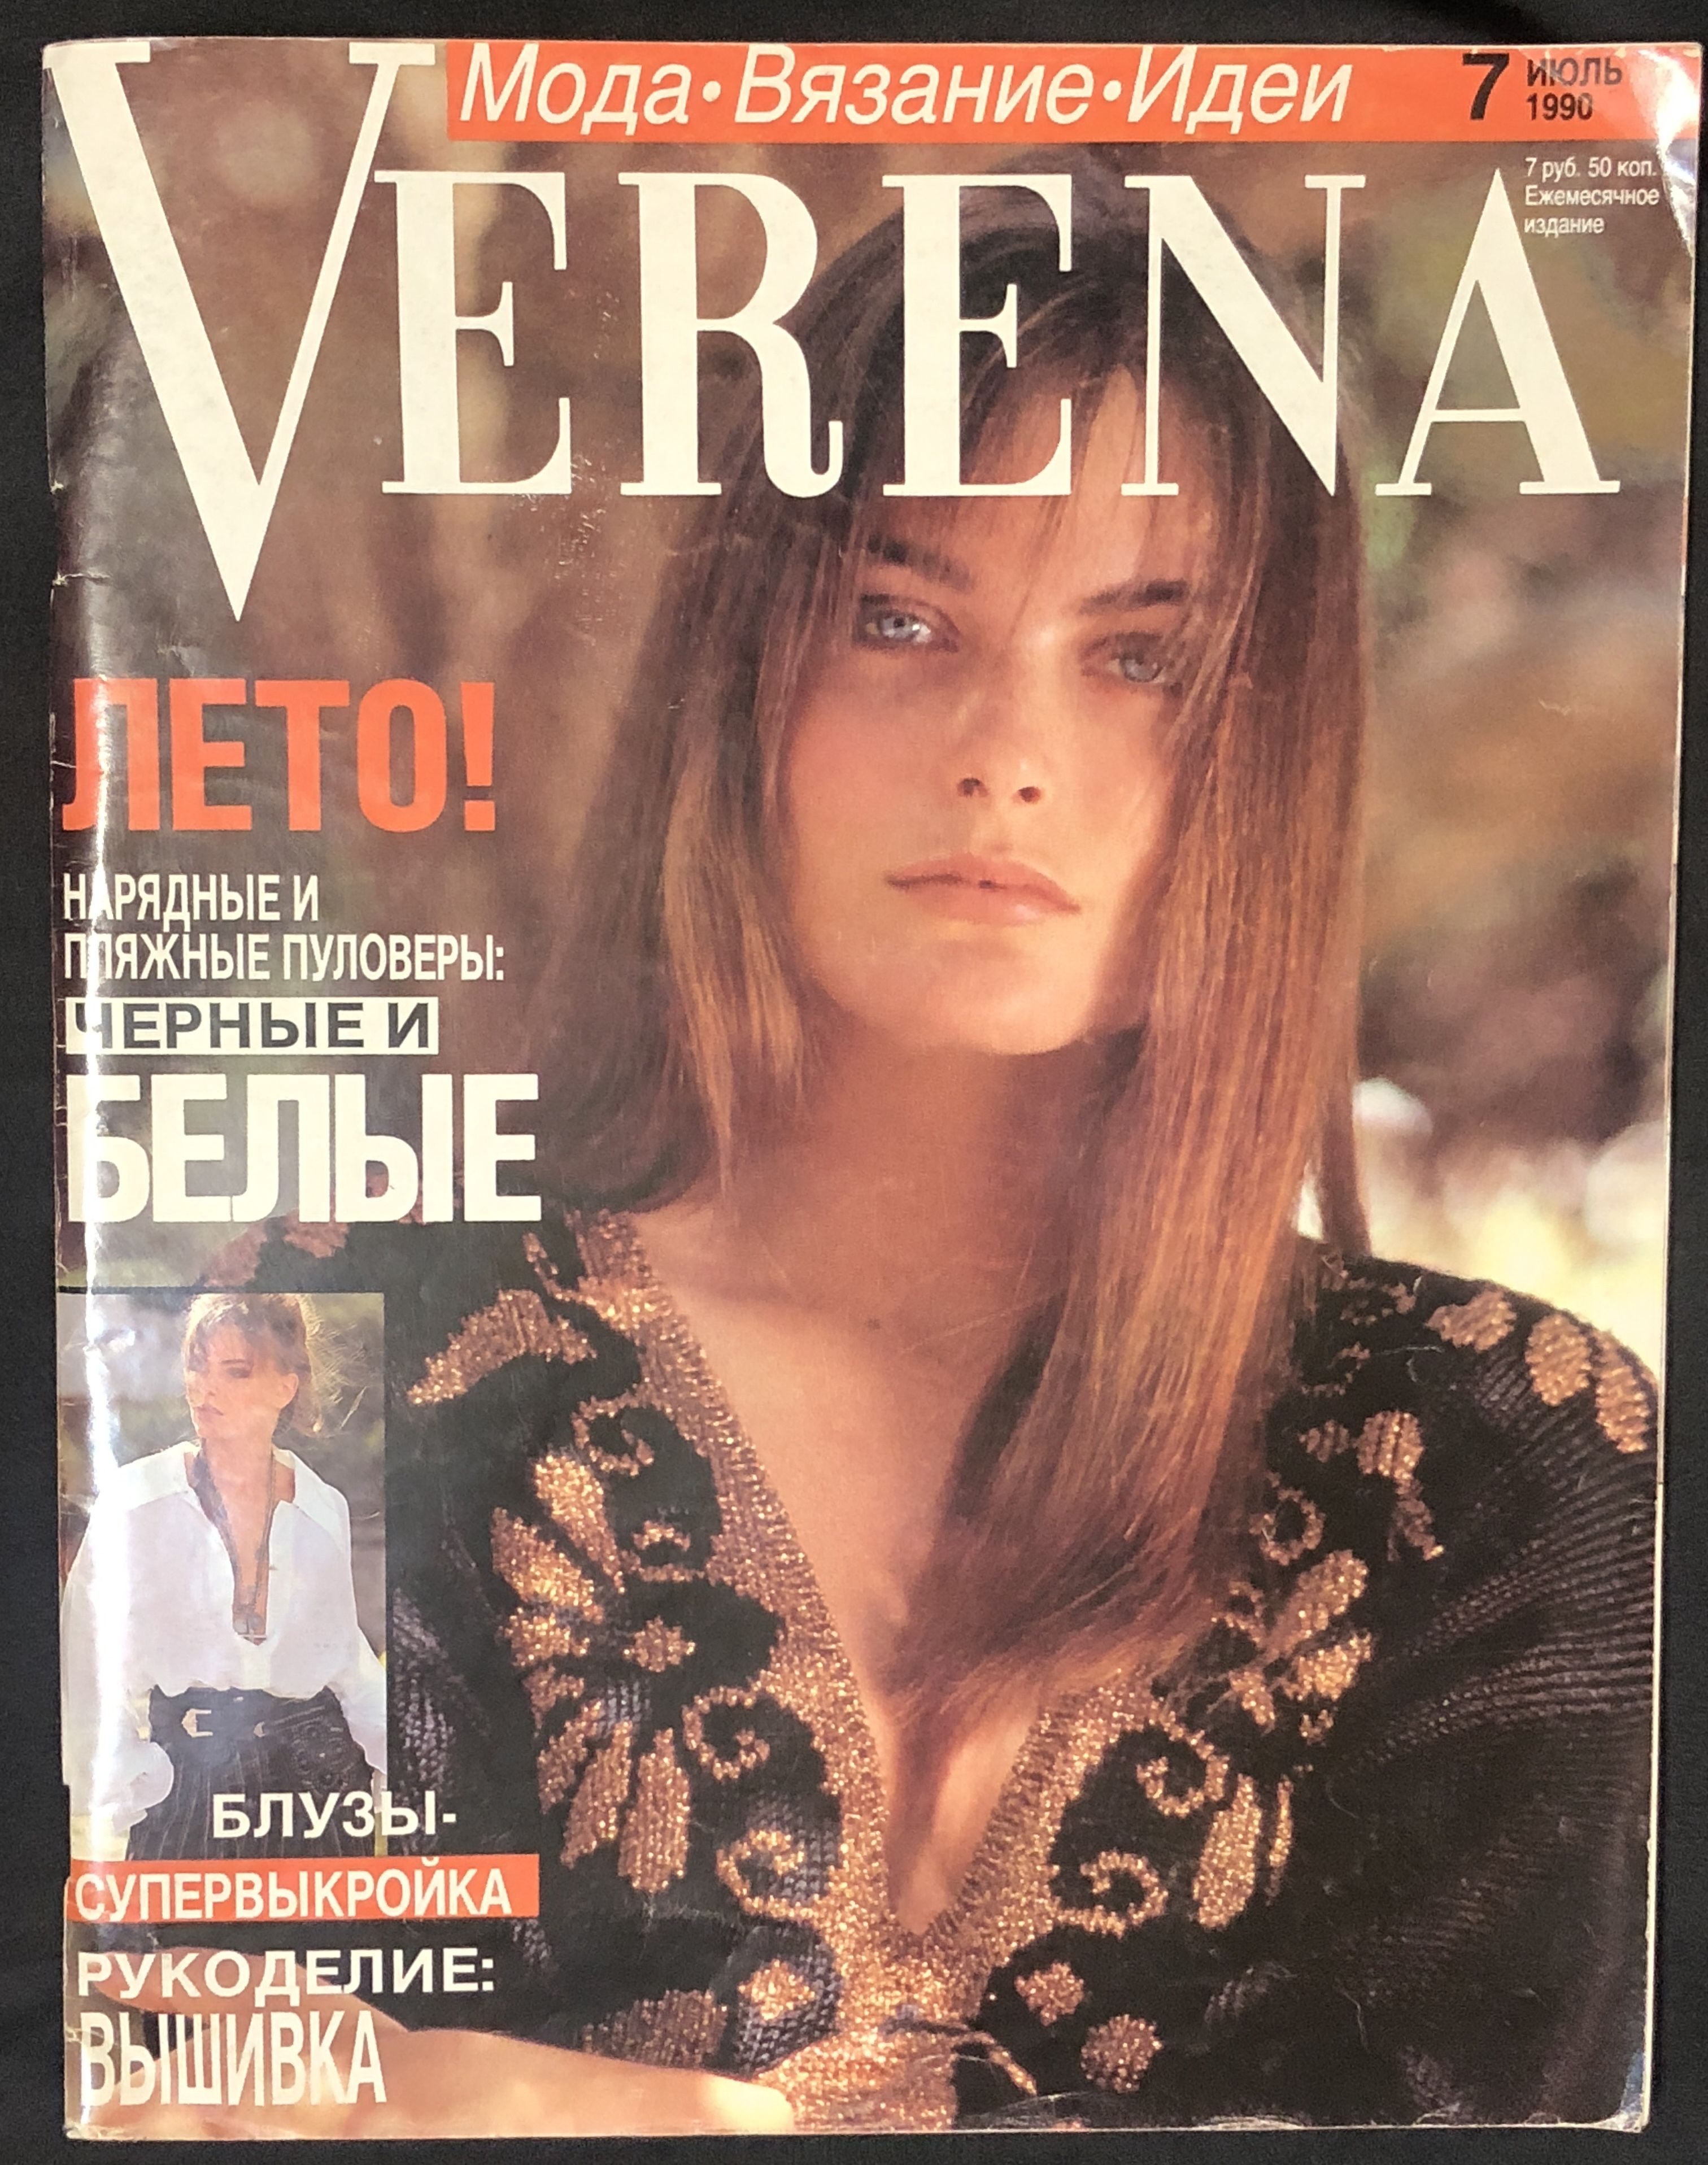 Мода•Вязание•Идеи
7 ИЮЛЬ
1990
VERENA
7 руб. 50 коп.
Ежемесячное
издание
ЛЕТО!
НАРЯДНЫЕ И
ПЛЯЖНЫЕ ПУЛОВЕРЫ:
ЧЕРНЫЕ И
БЕЛЫЕ
БЛУЗЫ-
СУПЕРВЫКРОЙКА
РУКОДЕЛИЕ:
ВЫШИВКА